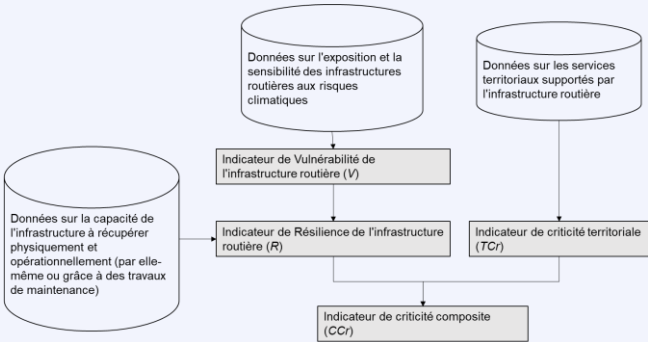 Données sur l'exposition et la
sensibilité des infrastructures
routières aux risques
climatiques
Données sur les services
territoriaux supportés par
l'infrastructure routière
Indicateur de Vulnérabilité de
l'infrastructure routière (V)
Données sur la capacité de
l'infrastructure à récupérer
physiquement et
opérationnellement (par elle-
même ou grâce à des travaux
de maintenance)
Indicateur de Résilience de l'infrastructure
routière (R)
Indicateur de criticité territoriale
(TCr)
Indicateur de criticité composite
(CCr)